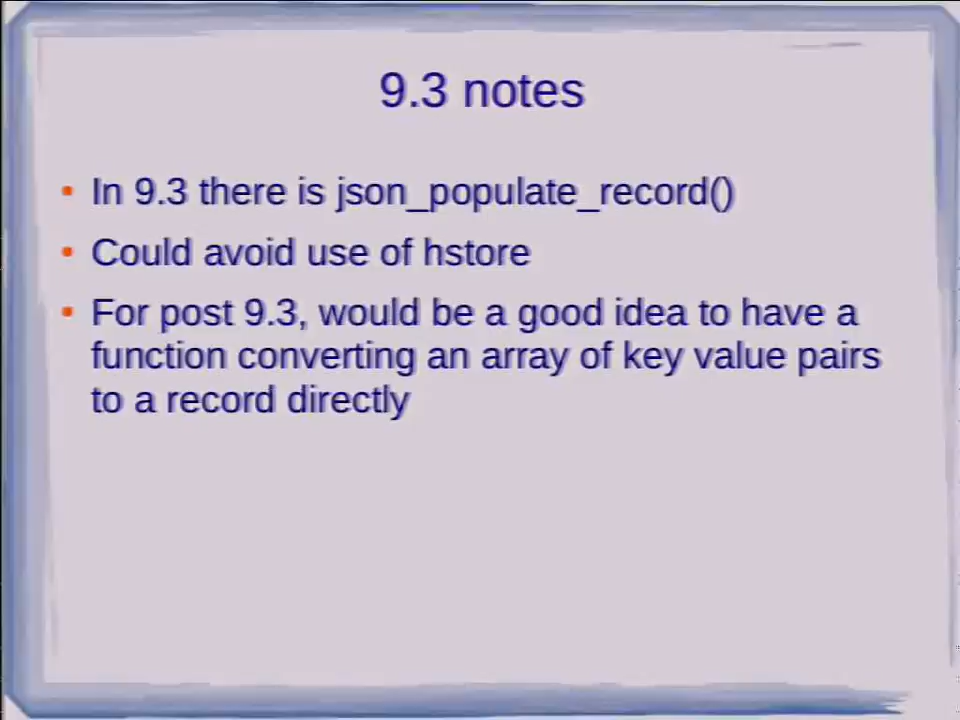 9.3 notes
• In 9.3 there is json_populate_record()
• Could avoid use of hstore
• For post 9.3, would be a good idea to have a
function converting an array of key value pairs
to a record directly